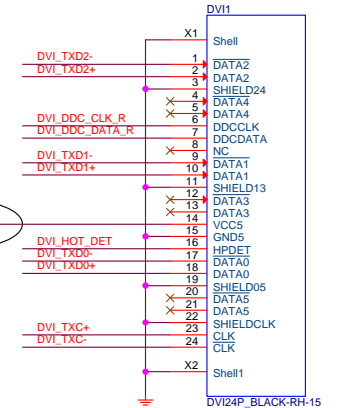 DVI1
X1 Shell
DVI_TXD2- 1 DATA2
DVI_TXD2+ 2 DATA2
3 SHIELD24
4 DATA4
5 DATA4
DVI_DDC_CLK_R 6 DDCCLK
DVI_DDC_DATA_R 7 DDCDATA
8 NC
DVI_TXD1- 9 DATA1
DVI_TXD1+ 10 DATA1
11 SHIELD13
12 DATA3
13 DATA3
14 VCC5
15 GND5
DVI_HOT_DET 16 HPDET
DVI_TXD0- 17 DATA0
DVI_TXD0+ 18 DATA0
19 SHIELD05
20 DATA5
21 DATA5
22 SHIELDCLK
DVI_TXC+ 23 CLK
DVI_TXC- 24 CLK
X2 Shell1
DVI24P_BLACK-RH-15